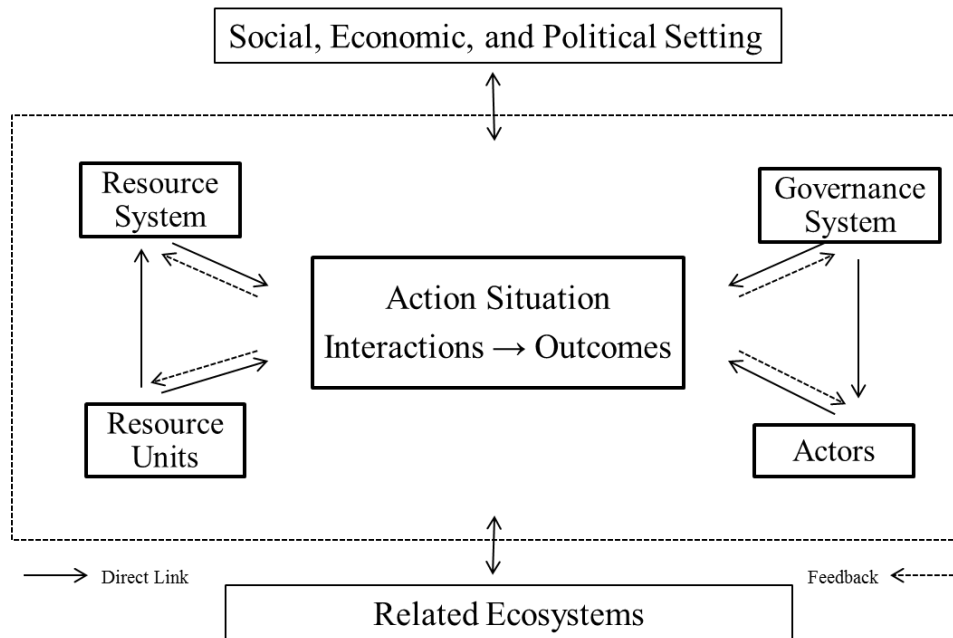 Social, Economic, and Political Setting
Resource
System
Governance
System
Action Situation
Interactions → Outcomes
Resource
Units
Actors
Direct Link
Feedback
Related Ecosystems